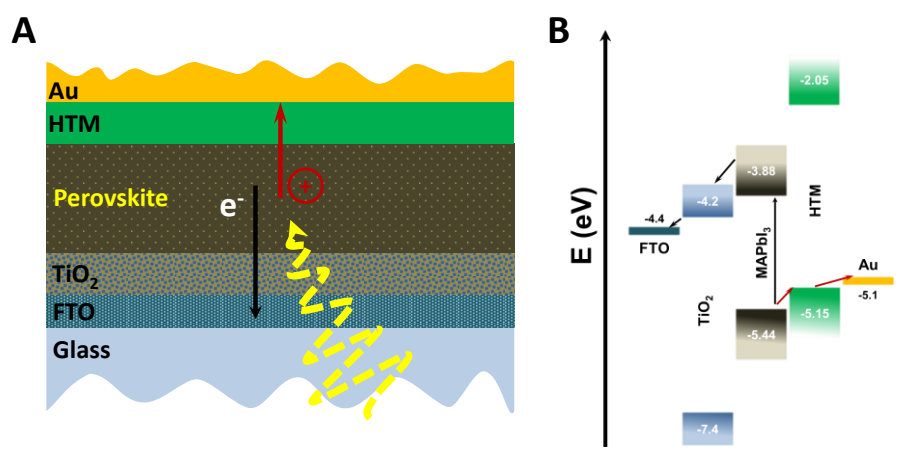 A
Au
HTM
Perovskite
e-
+
TiO2
FTO
Glass
B
E (eV)
-2.05
-3.88
-4.2
HTM
-4.4
FTO
MAPbI3
Au
-5.1
-5.15
TiO2
-5.44
-7.4